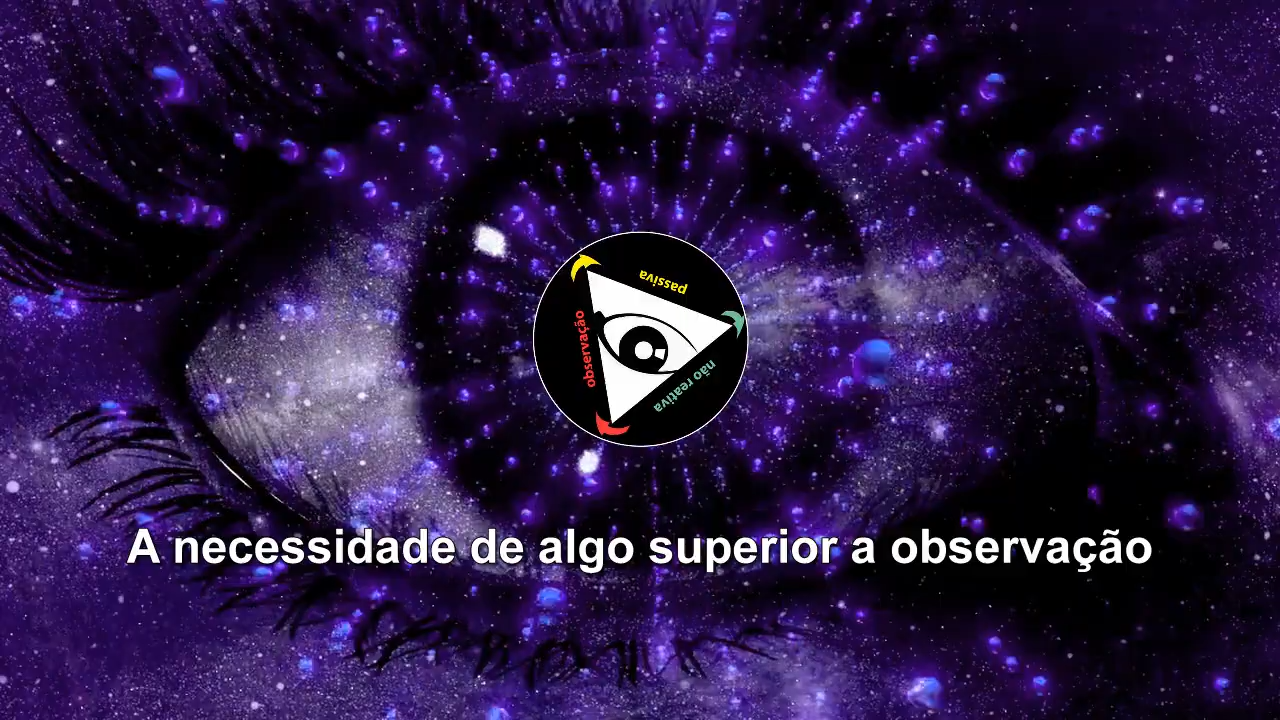 passiva
observação
não reativa
A necessidade de algo superior a observação